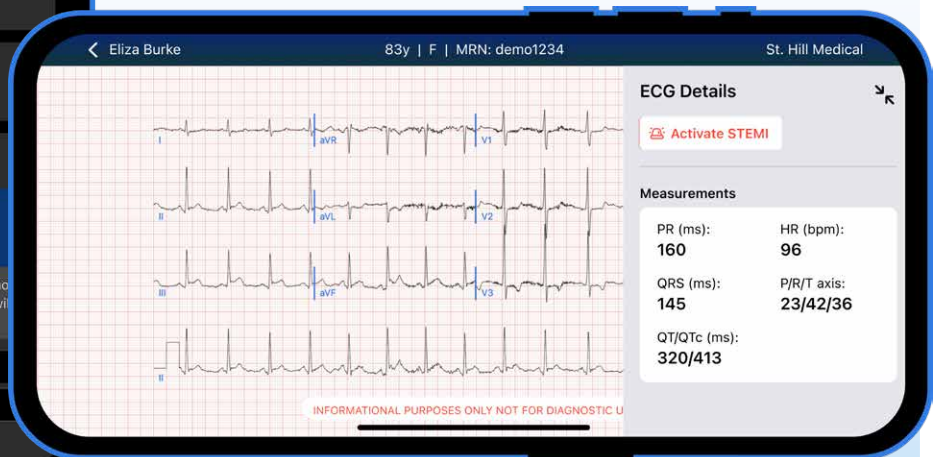 Eliza Burke 83y | F | MRN: demo1234 St. Hill Medical
ECG Details
Activate STEMI
Measurements
PR (ms): HR (bpm):
160 96
QRS (ms): P/R/T axis:
145 23/42/36
QT/QTc (ms):
320/413
I aVR V1
II aVL V2
III aVF V3
II
INFORMATIONAL PURPOSES ONLY NOT FOR DIAGNOSTIC U